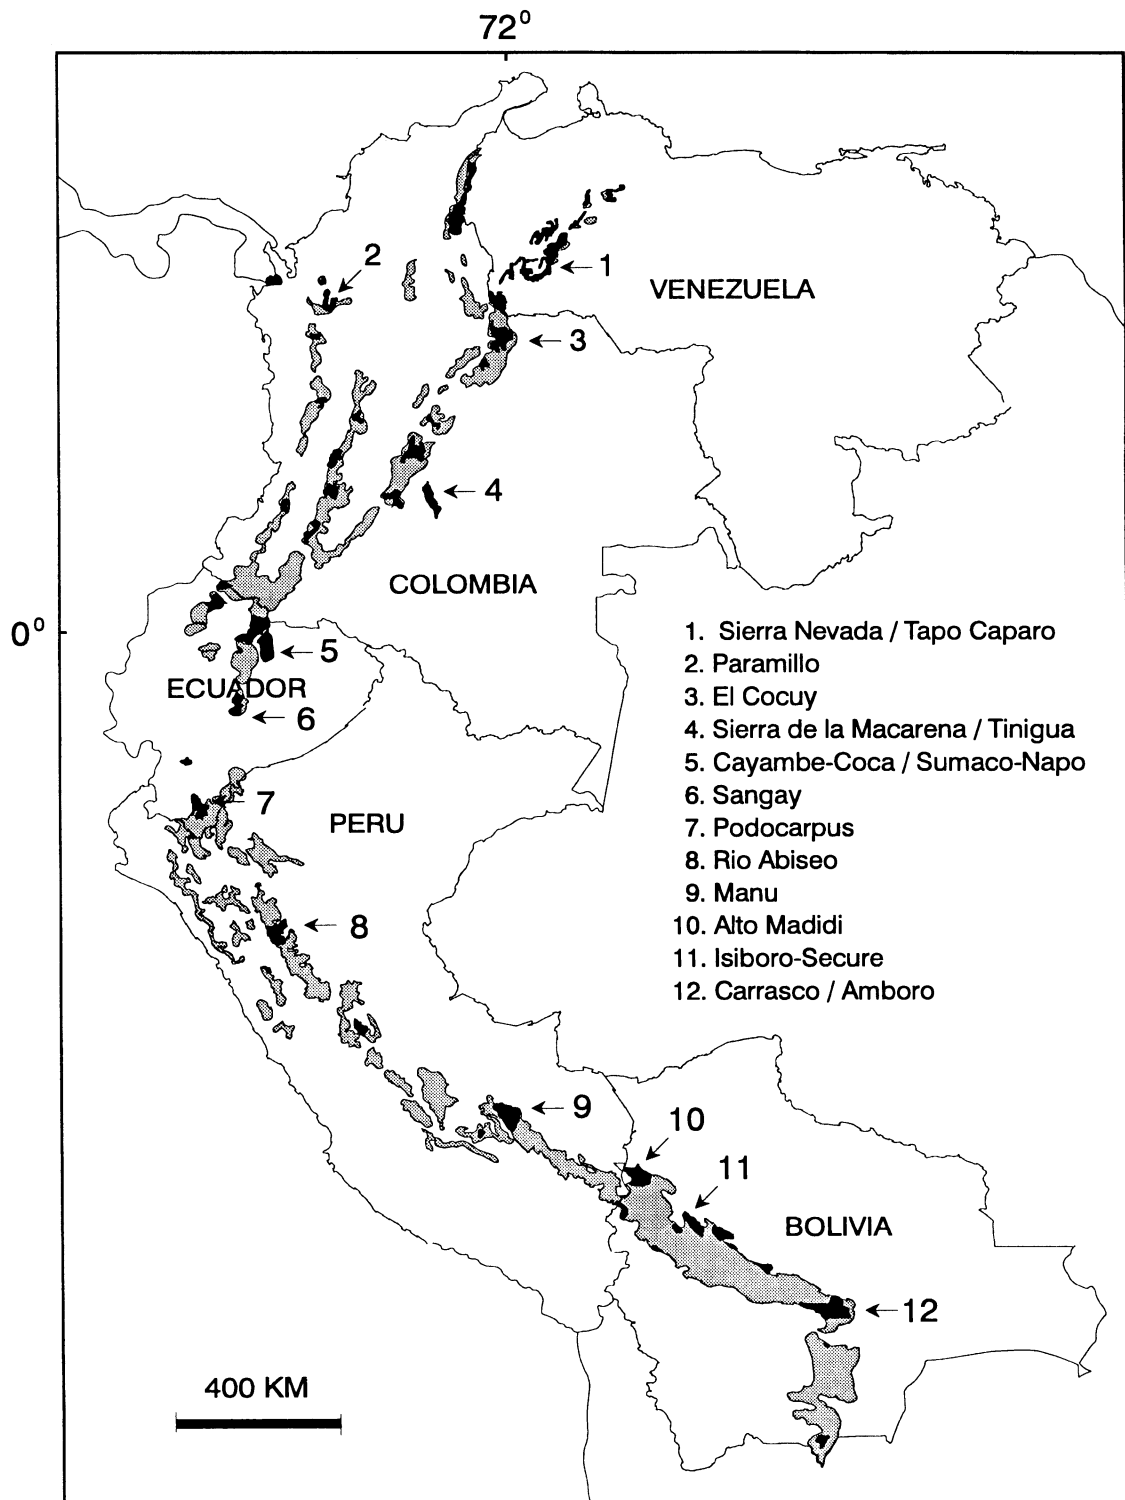 72⁰
2
1
VENEZUELA
3
4
COLOMBIA
0⁰
5
ECUADOR
6
7
PERU
8
1. Sierra Nevada / Tapo Caparo
2. Paramillo
3. El Cocuy
4. Sierra de la Macarena / Tinigua
5. Cayambe-Coca / Sumaco-Napo
6. Sangay
7. Podocarpus
8. Rio Abiseo
9. Manu
10. Alto Madidi
11. Isiboro-Secure
12. Carrasco / Amboro
9
10
11
BOLIVIA
12
400 KM